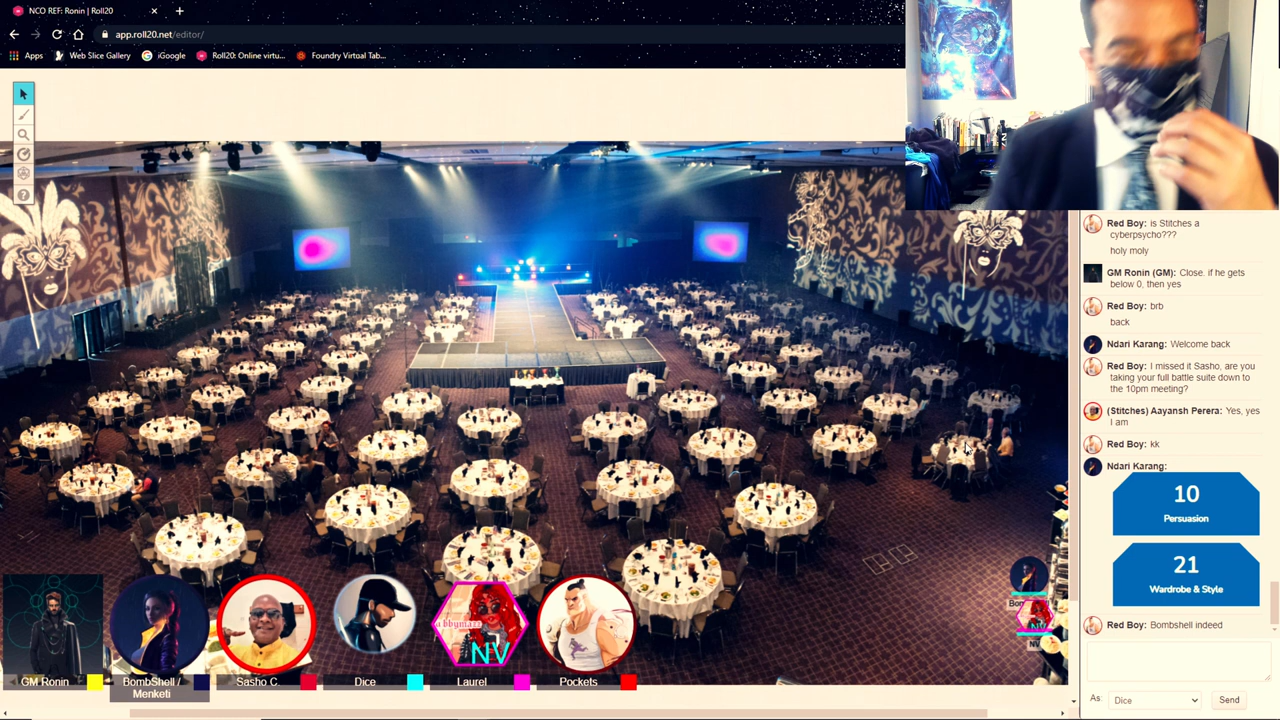 NCO REF: Ronin | Roll20
app.roll20.net/editor/
Apps
Web Slice Gallery
iGoogle
Roll20: Online virtu...
Foundry Virtual Tab...
Red Boy: is Stitches a
cyberpsycho???
holy moly
GM Ronin (GM): Close. if he gets
below 0, then yes
Red Boy: brb
back
Ndari Karang: Welcome back
Red Boy: I missed it Sasho, are you
taking your full battle suite down to
the 10pm meeting?
(Stitches) Aayansh Perera: Yes, yes
I am
Red Boy: kk
Ndari Karang:
10
Persuasion
21
Wardrobe & Style
Red Boy: Bombshell indeed
As:
Dice
Send
NV
GM Ronin
BombShell /
Menketi
Sasho C.
Dice
Laurel
Pockets
Bom
NV
NV